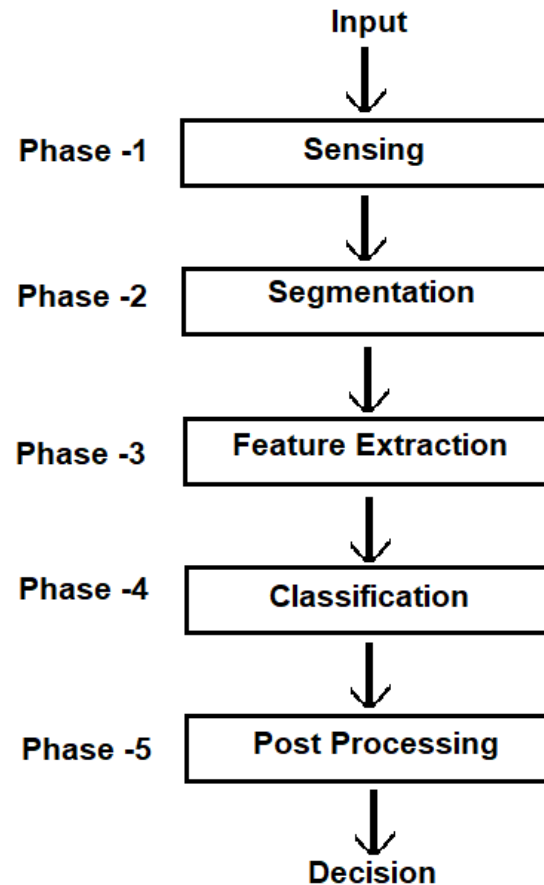 Input
Phase -1
Sensing
Phase -2
Segmentation
Phase -3
Feature Extraction
Phase -4
Classification
Phase -5
Post Processing
Decision